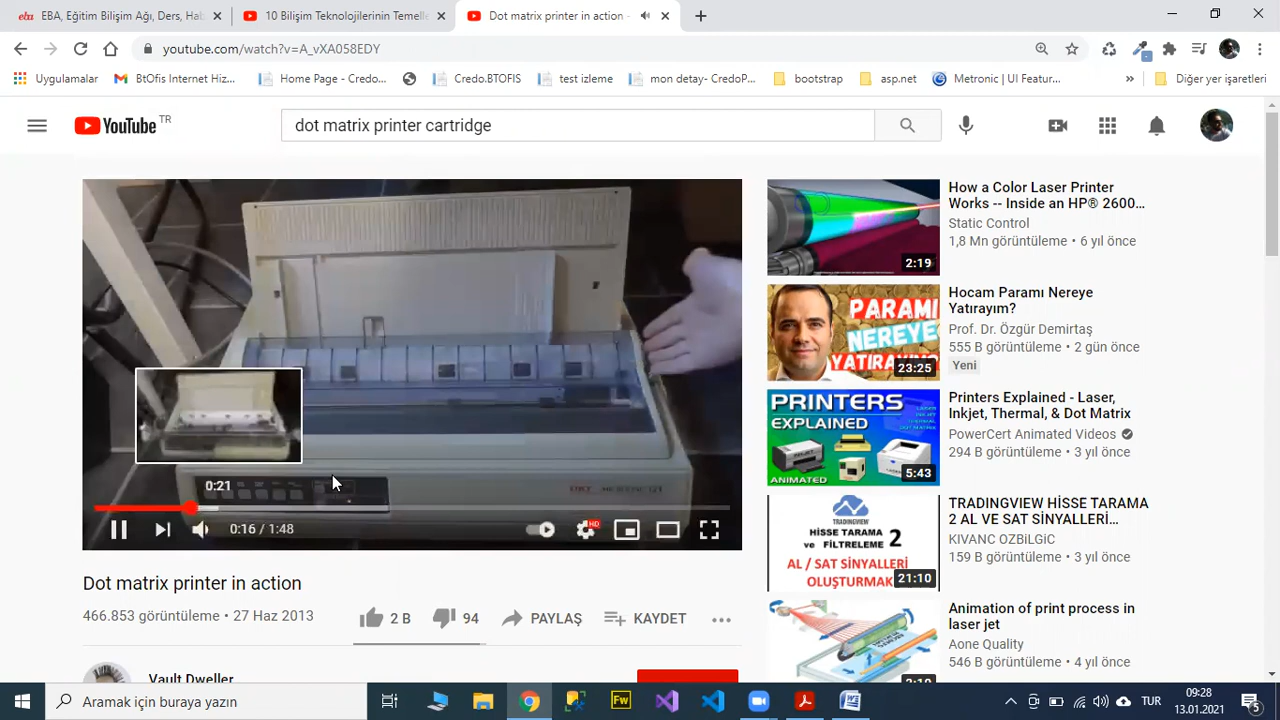 EBA, Eğitim Bilişim Ağı, Ders, Hak
10 Bilişim Teknolojilerinin Temelle
Dot matrix printer in action -
youtube.com/watch?v=A_vXA058EDY
Uygulamalar
BtOfis Internet Hiz...
Home Page - Credo...
Credo.BTOFIS
test izleme
mon detay- CredoP...
bootstrap
asp.net
Metronic | UI Featur...
»
Diğer yer işaretleri
YouTube TR
dot matrix printer cartridge
0:21
0:16 / 1:48
HD
Dot matrix printer in action
466.853 görüntüleme • 27 Haz 2013
2 B
94
PAYLAŞ
KAYDET
Vault Dweller
How a Color Laser Printer
Works -- Inside an HP® 2600...
Static Control
1,8 Mn görüntüleme • 6 yıl önce
2:19
PARAMI
NEREYE
YATIRAYIM?
23:25
Hocam Paramı Nereye
Yatırayım?
Prof. Dr. Özgür Demirtaş
555 B görüntüleme • 2 gün önce
Yeni
PRINTERS
EXPLAINED
ANIMATED
5:43
Printers Explained - Laser,
Inkjet, Thermal, & Dot Matrix
PowerCert Animated Videos
294 B görüntüleme • 3 yıl önce
TRADINGVIEW
HİSSE TARAMA
ve FİLTRELEME 2
AL / SAT SİNYALLERİ
OLUŞTURMAK
21:10
TRADINGVIEW HİSSE TARAMA
2 AL VE SAT SİNYALLERİ...
KIVANC OZBİLGİC
159 B görüntüleme • 3 yıl önce
Animation of print process in
laser jet
Aone Quality
546 B görüntüleme • 4 yıl önce
Aramak için buraya yazın
Fw
TUR
09:28
13.01.2021
5